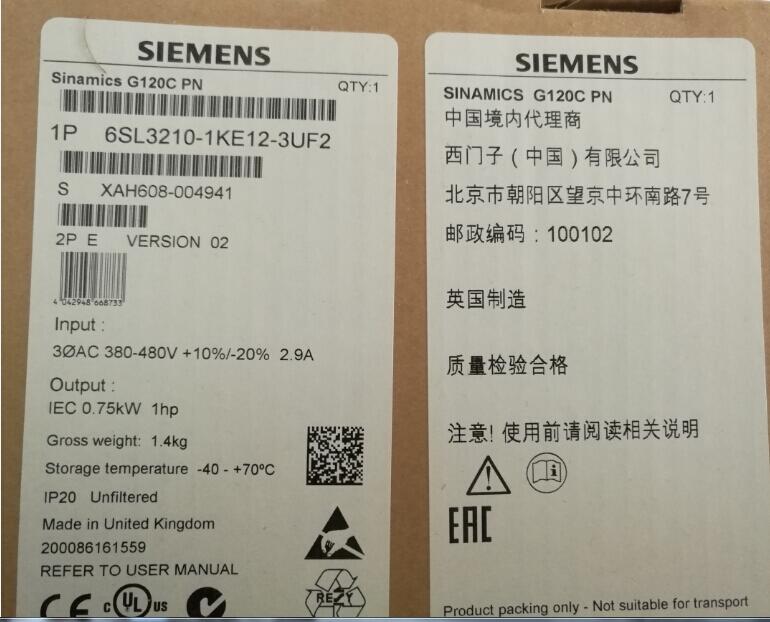 SIEMENS
Sinamics G120C PN QTY:1
1P 6SL3210-1KE12-3UF2
S XAH608-004941
2P E VERSION 02
4 042948 668733
Input :
3ØAC 380-480V +10%/-20% 2.9A
Output :
IEC 0.75kW 1hp
Gross weight: 1.4kg
Storage temperature -40 - +70ºC
IP20 Unfiltered
Made in United Kingdom
200086161559
REFER TO USER MANUAL
CE c UL us
RESY
SIEMENS
SINAMICS G120C PN QTY:1
中国境内代理商
西门子（中国）有限公司
北京市朝阳区望京中环南路7号
邮政编码：100102
英国制造
质量检验合格
注意! 使用前请阅读相关说明
EAC
Product packing only - Not suitable for transport